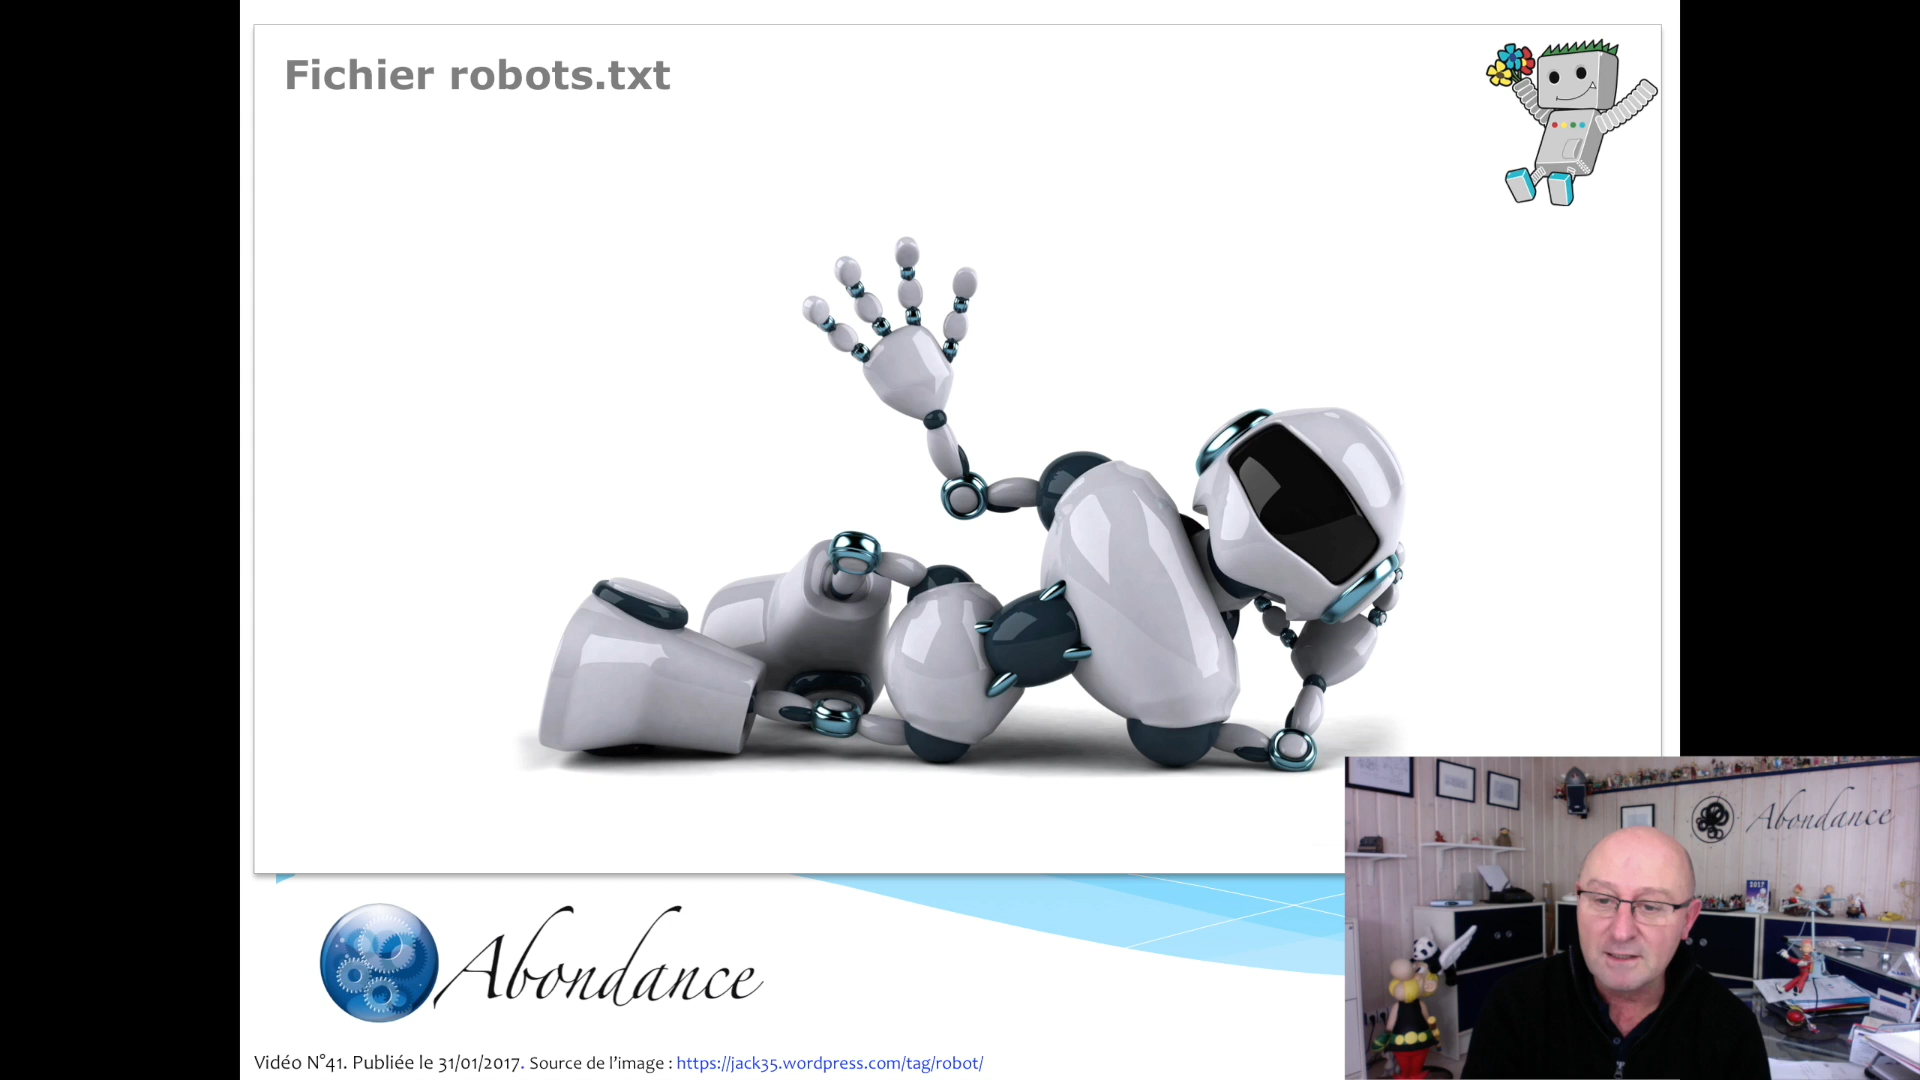 Fichier robots.txt
Abondance
2017
Abondance
Vidéo N°41. Publiée le 31/01/2017. Source de l'image : https://jack35.wordpress.com/tag/robot/